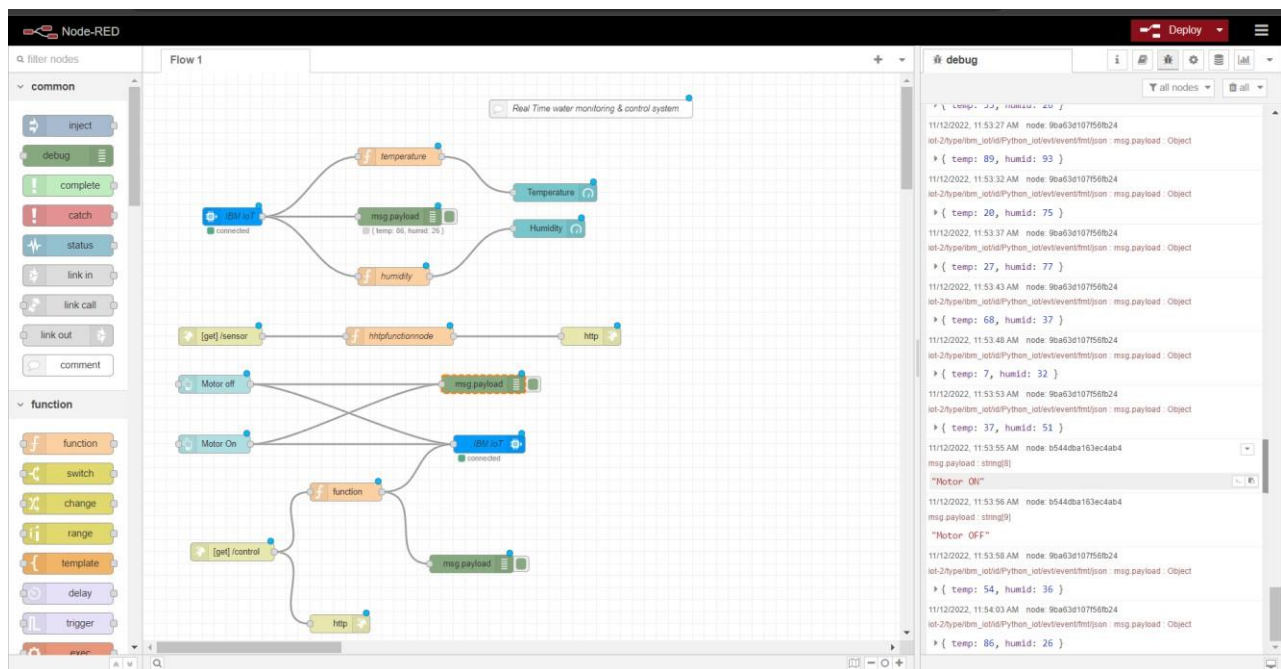 Node-RED
Deploy
filter nodes
Flow 1
debug
all nodes
all
common
inject
debug
complete
catch
status
link in
link call
link out
comment
function
function
switch
change
range
template
delay
trigger
exec
Real Time water monitoring & control system
temperature
Temperature
IBM IoT
connected
msg.payload
{ temp: 86, humid: 26 }
Humidity
humidity
[get] /sensor
hhtpfunctionnode
http
Motor off
msg.payload
Motor On
IBM IoT
connected
function
[get] /control
msg.payload
http
11/12/2022, 11:53:27 AM node: 9ba63d107f56fb24
iot-2/type/ibm_iot/id/Python_iot/evt/event/fmt/json : msg.payload : Object
{ temp: 89, humid: 93 }
11/12/2022, 11:53:32 AM node: 9ba63d107f56fb24
iot-2/type/ibm_iot/id/Python_iot/evt/event/fmt/json : msg.payload : Object
{ temp: 20, humid: 75 }
11/12/2022, 11:53:37 AM node: 9ba63d107f56fb24
iot-2/type/ibm_iot/id/Python_iot/evt/event/fmt/json : msg.payload : Object
{ temp: 27, humid: 77 }
11/12/2022, 11:53:43 AM node: 9ba63d107f56fb24
iot-2/type/ibm_iot/id/Python_iot/evt/event/fmt/json : msg.payload : Object
{ temp: 68, humid: 37 }
11/12/2022, 11:53:48 AM node: 9ba63d107f56fb24
iot-2/type/ibm_iot/id/Python_iot/evt/event/fmt/json : msg.payload : Object
{ temp: 7, humid: 32 }
11/12/2022, 11:53:53 AM node: 9ba63d107f56fb24
iot-2/type/ibm_iot/id/Python_iot/evt/event/fmt/json : msg.payload : Object
{ temp: 37, humid: 51 }
11/12/2022, 11:53:55 AM node: b544dba163ec4ab4
msg.payload : string[8]
"Motor ON"
11/12/2022, 11:53:56 AM node: b544dba163ec4ab4
msg.payload : string[9]
"Motor OFF"
11/12/2022, 11:53:58 AM node: 9ba63d107f56fb24
iot-2/type/ibm_iot/id/Python_iot/evt/event/fmt/json : msg.payload : Object
{ temp: 54, humid: 36 }
11/12/2022, 11:54:03 AM node: 9ba63d107f56fb24
iot-2/type/ibm_iot/id/Python_iot/evt/event/fmt/json : msg.payload : Object
{ temp: 86, humid: 26 }